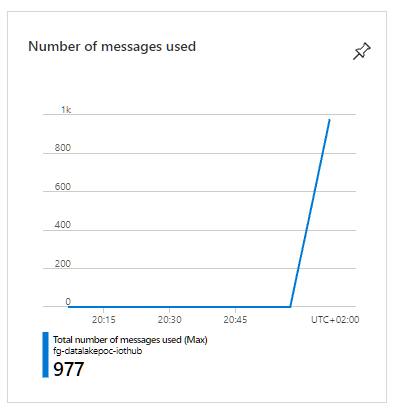 Number of messages used
1k
800
600
400
200
0
20:15 20:30 20:45 UTC+02:00
Total number of messages used (Max)
fg-datalakepoc-iothub
977